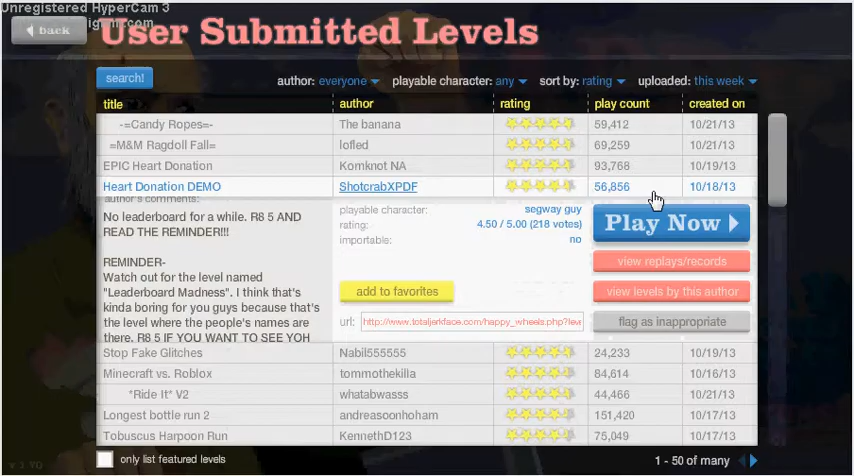 Unregistered HyperCam 3
back
User Submitted Levels
search!
author: everyone playable character: any sort by: rating uploaded: this week
title author rating play count created on
-=Candy Ropes=- The banana 59,412 10/21/13
=M&M Ragdoll Fall= lofled 69,259 10/21/13
EPIC Heart Donation Komknot NA 93,768 10/19/13
Heart Donation DEMO ShotcrabXPDF 56,856 10/18/13
author's comments:
No leaderboard for a while. R8 5 AND
READ THE REMINDER!!!
REMINDER-
Watch out for the level named
"Leaderboard Madness". I think that's
kinda boring for you guys because that's
the level where the people's names are
there. R8 5 IF YOU WANT TO SEE YOH
playable character: segway guy
rating: 4.50 / 5.00 (218 votes)
importable: no
add to favorites
url: http://www.totaljerkface.com/happy_wheels.php?leve
Play Now
view replays/records
view levels by this author
flag as inappropriate
Stop Fake Glitches Nabil555555 24,233 10/19/13
Minecraft vs. Roblox tommothekilla 84,614 10/16/13
*Ride It* V2 whatabwasss 44,466 10/21/13
Longest bottle run 2 andreasoonhoham 151,420 10/17/13
Tobuscus Harpoon Run KennethD123 75,049 10/17/13
only list featured levels 1 - 50 of many